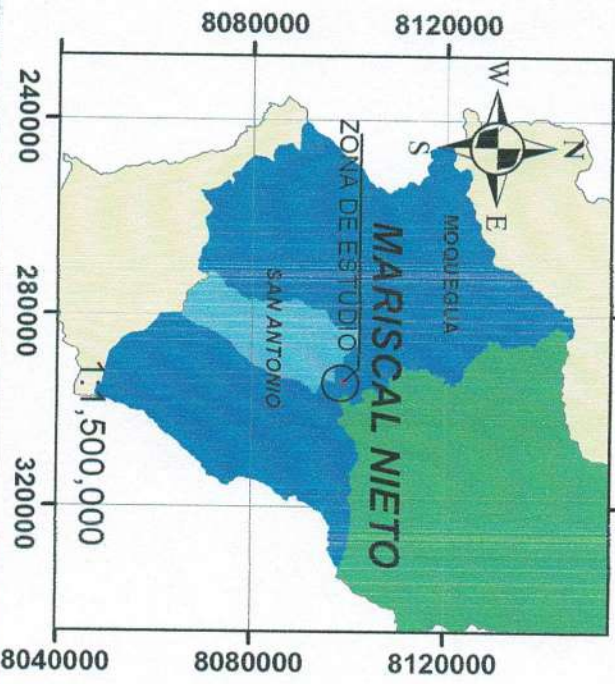 8080000 8120000
N
W
E
S
240000
280000
320000
MOQUEGUA
MARISCAL NIETO
ZONA DE ESTUDIO
SAN ANTONIO
1:1,500,000
8040000 8080000 8120000